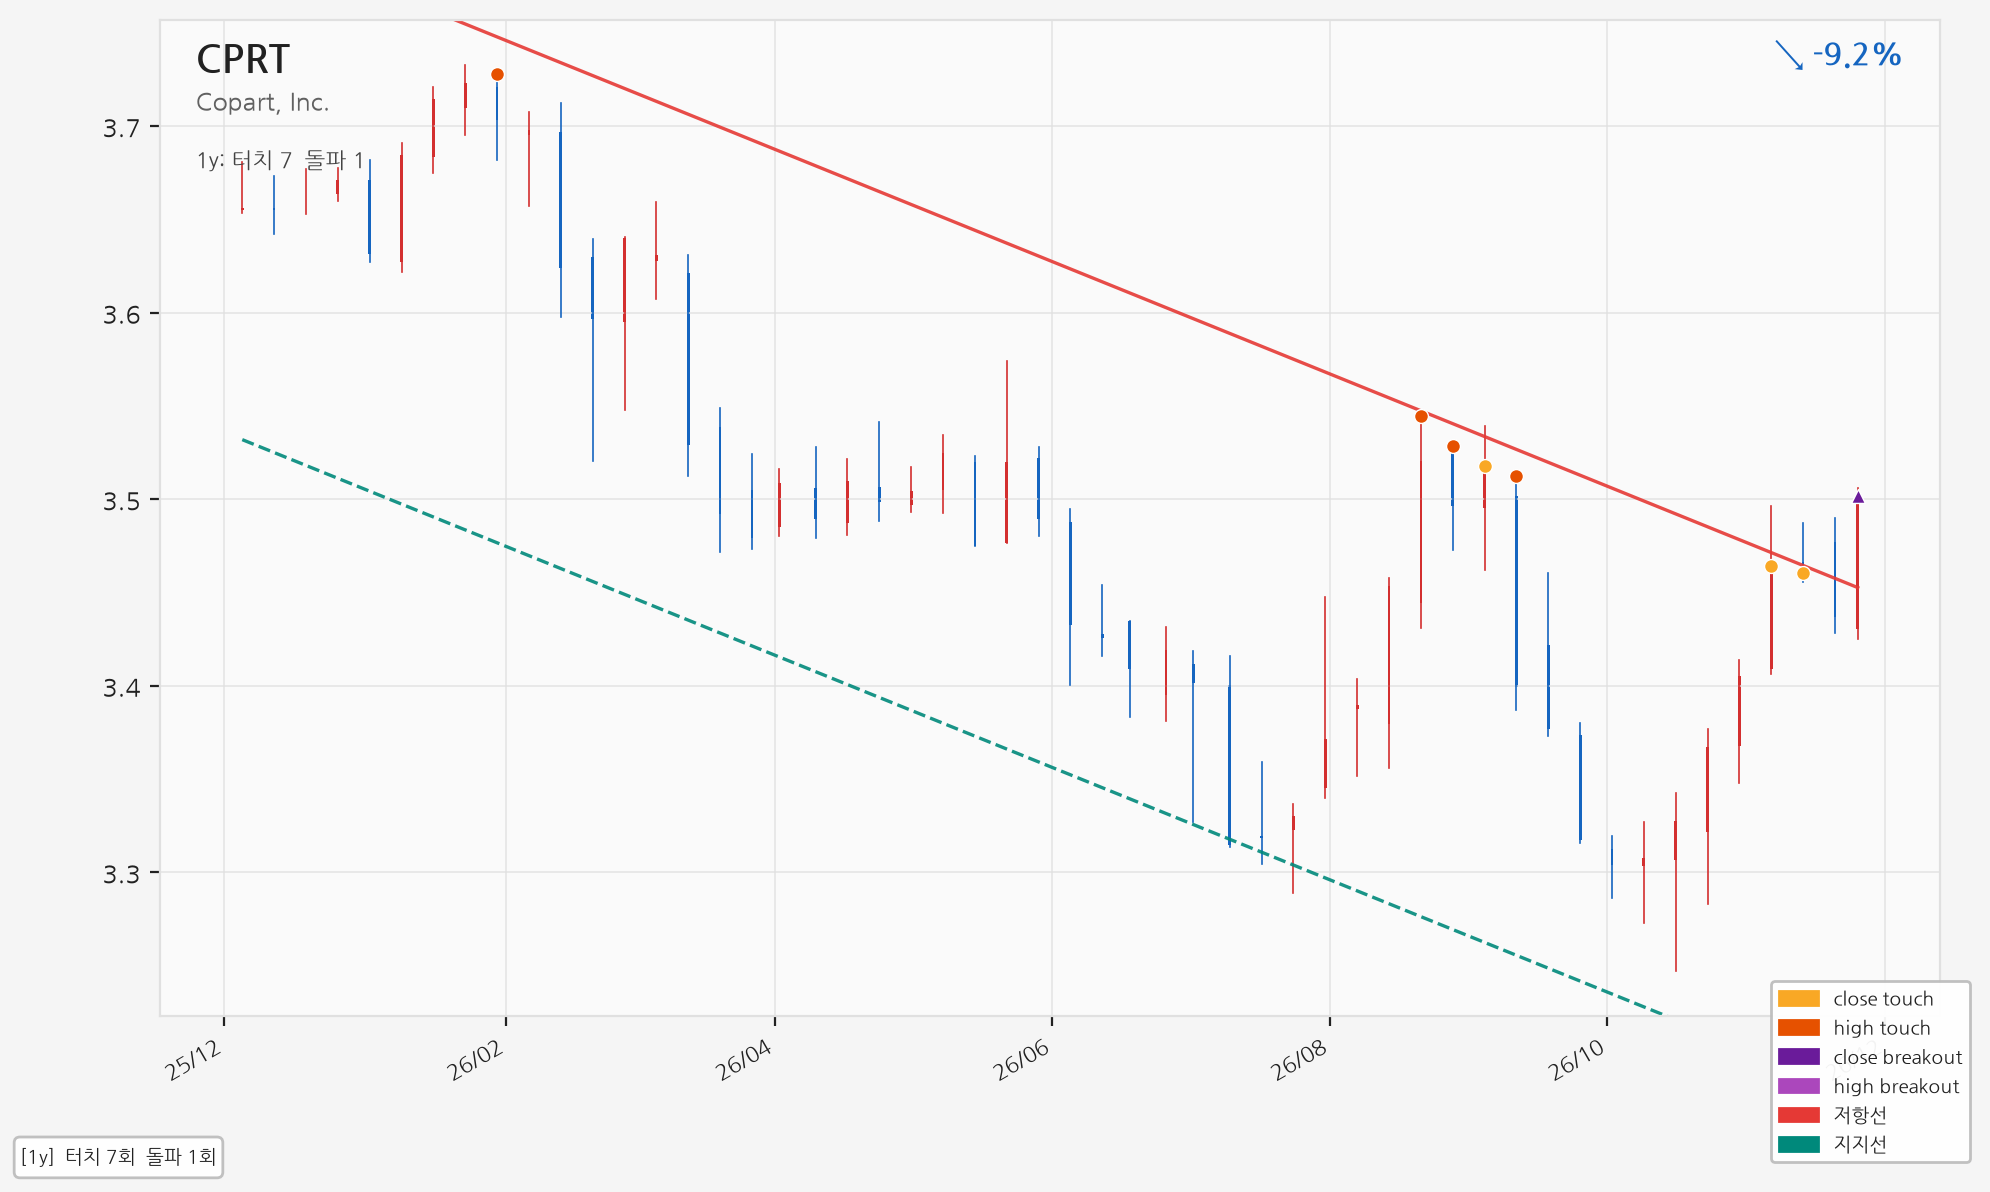 CPRT
Copart, Inc.
1y: 터치 7 돌파 1
-9.2%
3.7
3.6
3.5
3.4
3.3
25/12
26/02
26/04
26/06
26/08
26/10
close touch
high touch
close breakout
high breakout
저항선
지지선
[1y] 터치 7회 돌파 1회